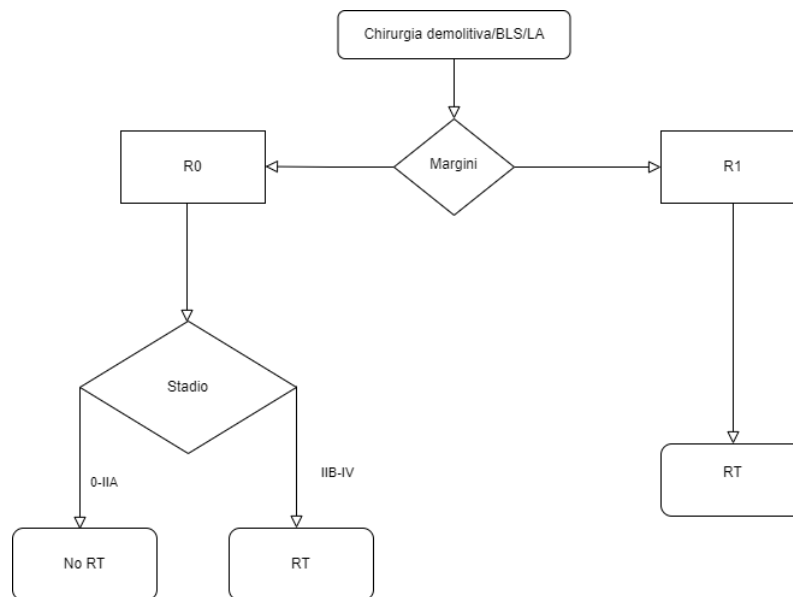 Chirurgia demolitiva/BLS/LA
R0
Margini
R1
Stadio
0-IIA
IIB-IV
RT
No RT
RT